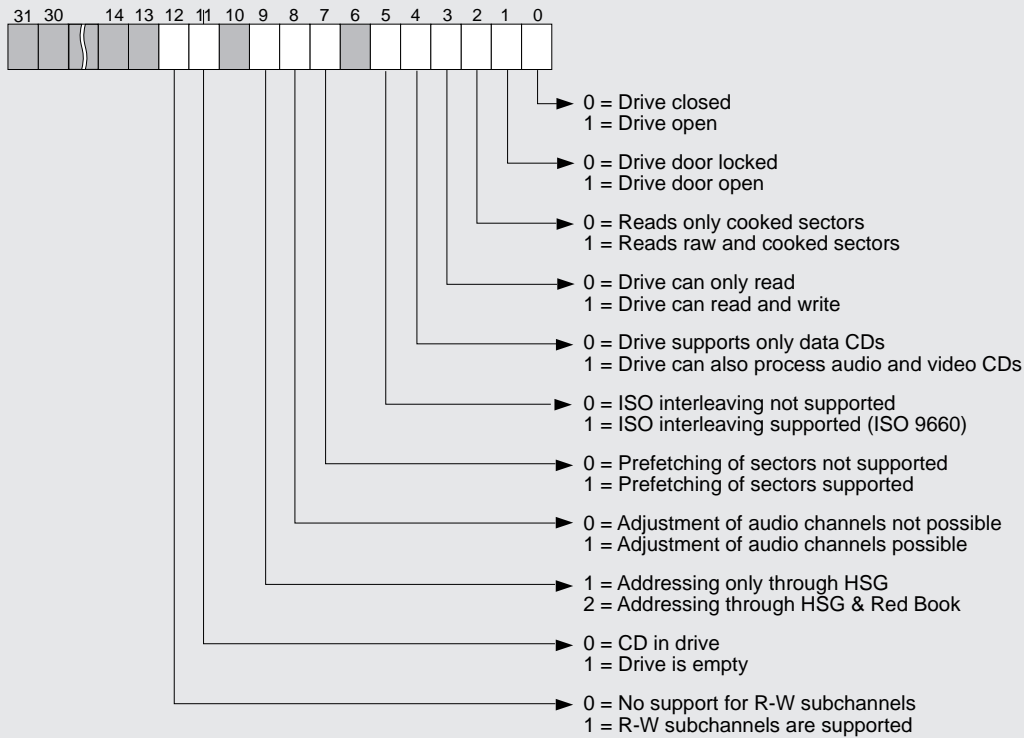 31 30 14 13 12 11 10 9 8 7 6 5 4 3 2 1 0
0 = Drive closed
1 = Drive open
0 = Drive door locked
1 = Drive door open
0 = Reads only cooked sectors
1 = Reads raw and cooked sectors
0 = Drive can only read
1 = Drive can read and write
0 = Drive supports only data CDs
1 = Drive can also process audio and video CDs
0 = ISO interleaving not supported
1 = ISO interleaving supported (ISO 9660)
0 = Prefetching of sectors not supported
1 = Prefetching of sectors supported
0 = Adjustment of audio channels not possible
1 = Adjustment of audio channels possible
1 = Addressing only through HSG
2 = Addressing through HSG & Red Book
0 = CD in drive
1 = Drive is empty
0 = No support for R-W subchannels
1 = R-W subchannels are supported